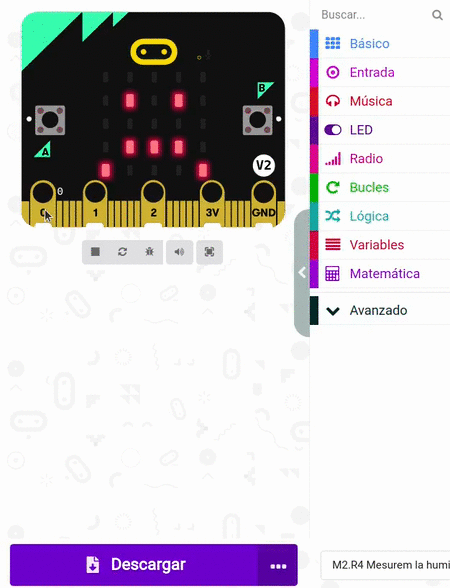 Buscar...
Básico
Entrada
B
Música
A
LED
V2
Radio
0
Bucles
0 1 2 3V GND
Lógica
Variables
Matemática
Avanzado
Descargar
M2.R4 Mesurem la humi